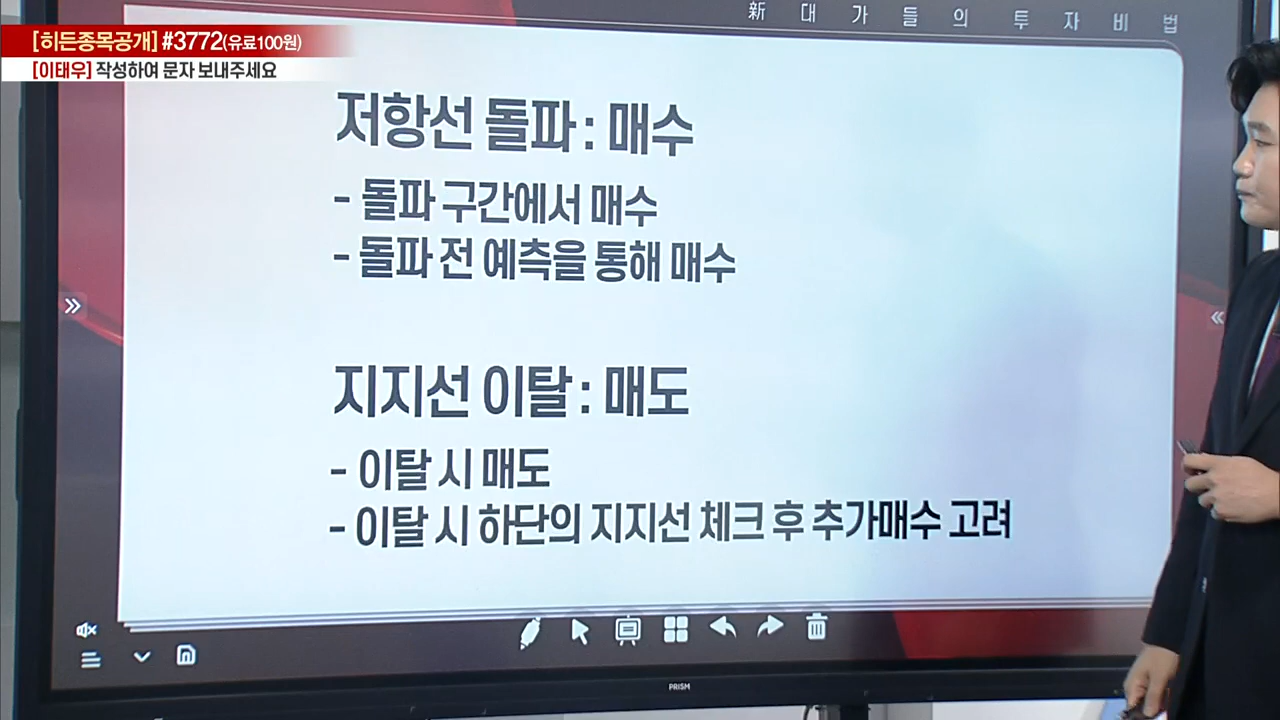 新 대 가 들 의 투 자 비 법
[히든종목공개] #3772(유료100원)
[이태우] 작성하여 문자 보내주세요
저항선 돌파 : 매수
- 돌파 구간에서 매수
- 돌파 전 예측을 통해 매수
지지선 이탈 : 매도
- 이탈 시 매도
- 이탈 시 하단의 지지선 체크 후 추가매수 고려
PRISM